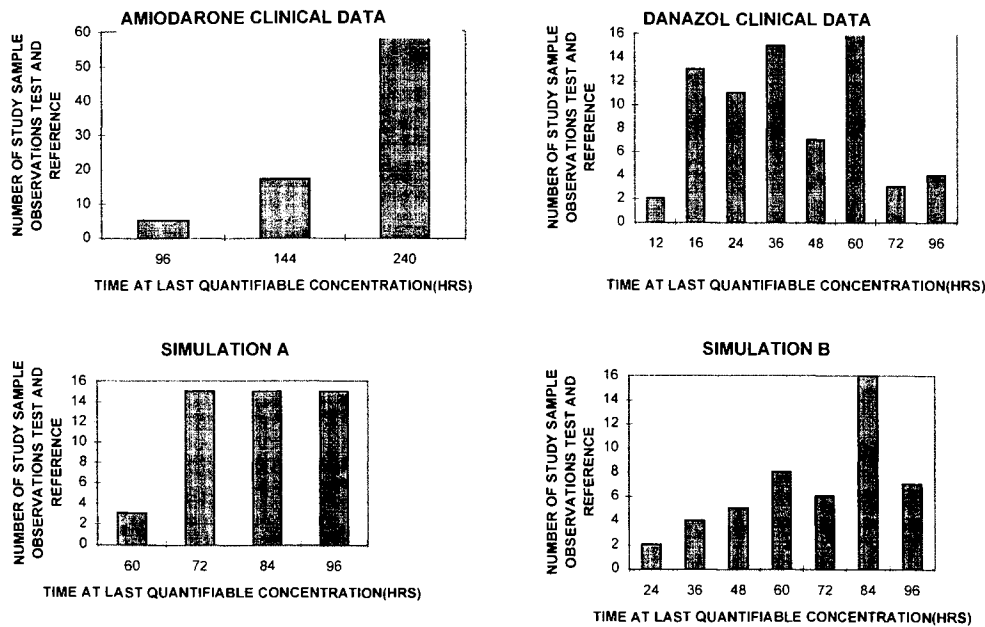 AMIODARONE CLINICAL DATA
NUMBER OF STUDY SAMPLE
OBSERVATIONS TEST AND
REFERENCE
60
50
40
30
20
10
0
96 144 240
TIME AT LAST QUANTIFIABLE CONCENTRATION(HRS)
DANAZOL CLINICAL DATA
NUMBER OF STUDY SAMPLE
OBSERVATIONS TEST AND
REFERENCE
16
14
12
10
8
6
4
2
0
12 16 24 36 48 60 72 96
TIME AT LAST QUANTIFIABLE CONCENTRATION(HRS)
SIMULATION A
NUMBER OF STUDY SAMPLE
OBSERVATIONS TEST AND
REFERENCE
16
14
12
10
8
6
4
2
0
60 72 84 96
TIME AT LAST QUANTIFIABLE CONCENTRATION(HRS)
SIMULATION B
NUMBER OF STUDY SAMPLE
OBSERVATIONS TEST AND
REFERENCE
16
14
12
10
8
6
4
2
0
24 36 48 60 72 84 96
TIME AT LAST QUANTIFIABLE CONCENTRATION(HRS)